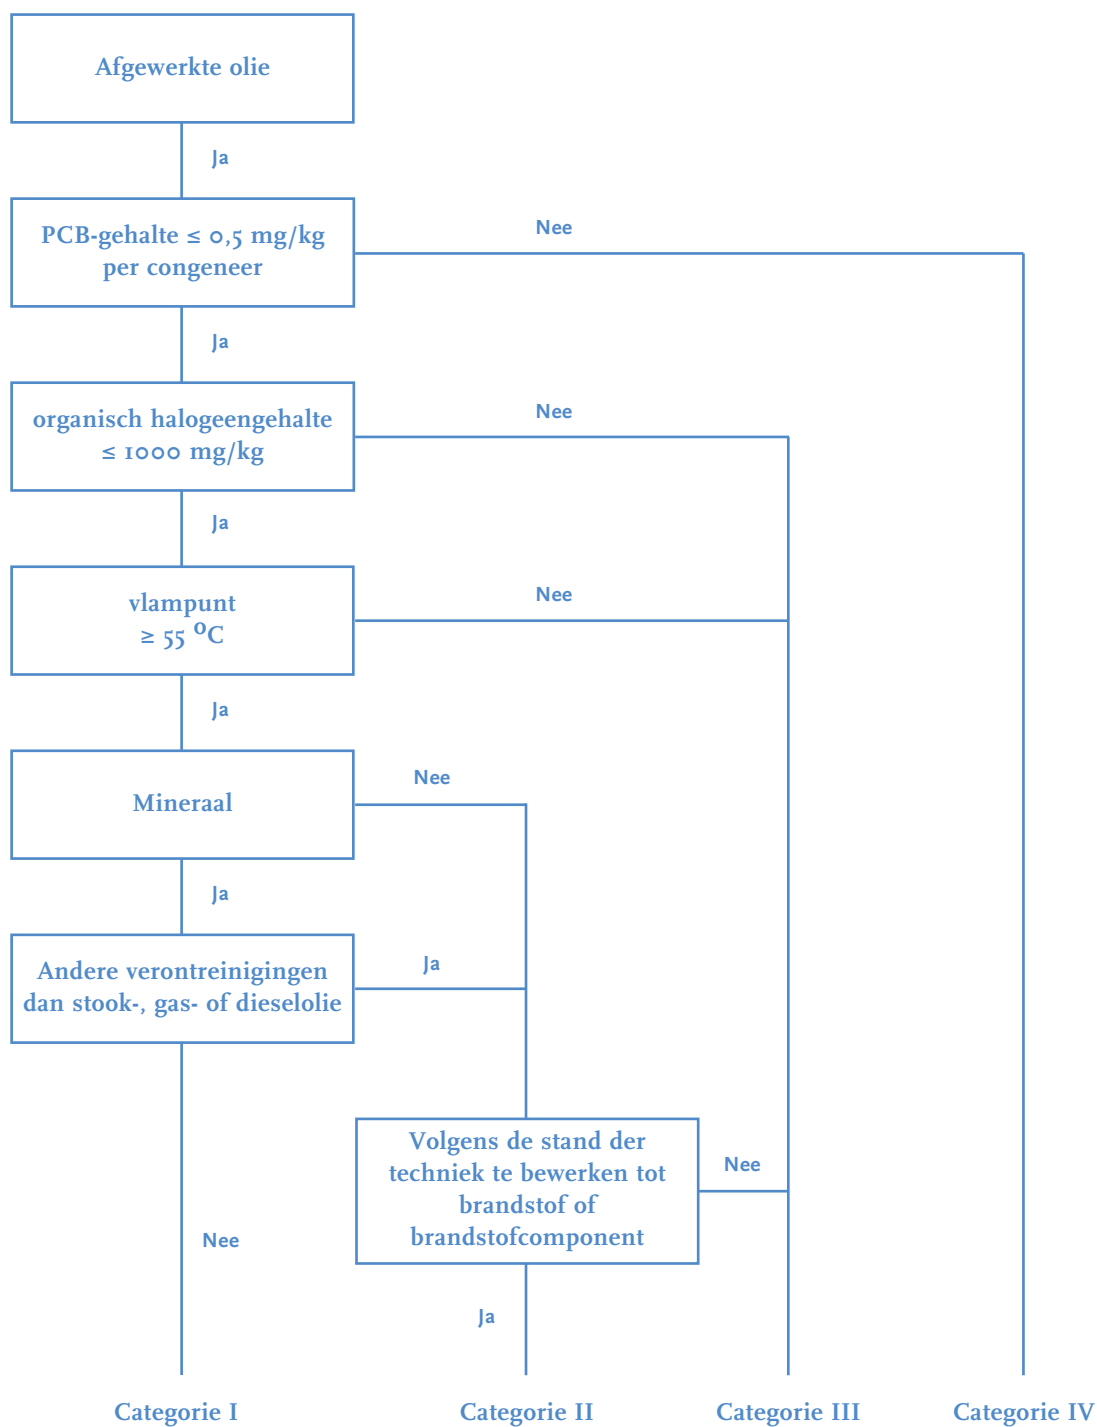 Afgewerkte olie
Ja
PCB-gehalte ≤ 0,5 mg/kg
per congeneer
Nee
Ja
organisch halogeengehalte
≤ 1000 mg/kg
Nee
Ja
vlampunt
≥ 55 °C
Nee
Ja
Mineraal
Nee
Ja
Andere verontreinigingen
dan stook-, gas- of dieselolie
Ja
Volgens de stand der
techniek te bewerken tot
brandstof of
brandstofcomponent
Nee
Nee
Ja
Categorie I
Categorie II
Categorie III
Categorie IV